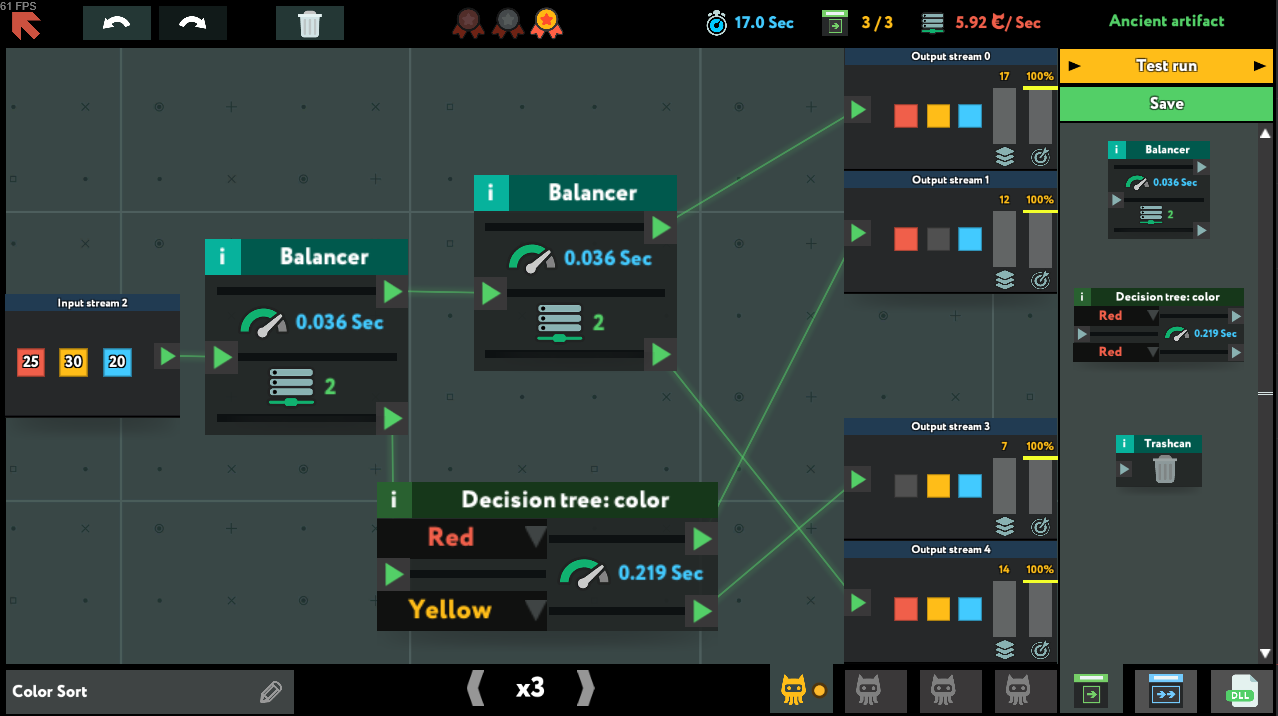 61 FPS
17.0 Sec
3 / 3
5.92 / Sec
Ancient artifact
Test run
Save
Output stream 0
17
100%
Output stream 1
12
100%
Output stream 3
7
100%
Output stream 4
14
100%
Input stream 2
25
30
20
i
Balancer
0.036 Sec
2
i
Balancer
0.036 Sec
2
i
Decision tree: color
Red
0.219 Sec
Yellow
i
Balancer
0.036 Sec
2
i
Decision tree: color
Red
0.219 Sec
Red
i
Trashcan
Color Sort
x3
DLL